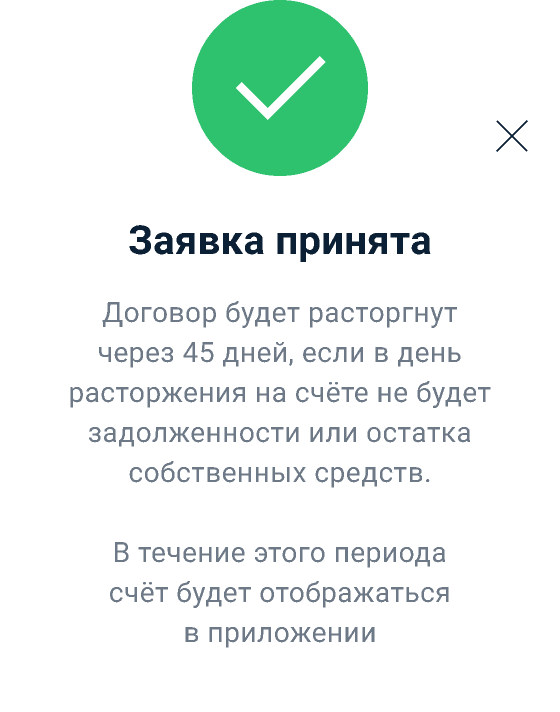 Заявка принята
Договор будет расторгнут
через 45 дней, если в день
расторжения на счёте не будет
задолженности или остатка
собственных средств.
В течение этого периода
счёт будет отображаться
в приложении